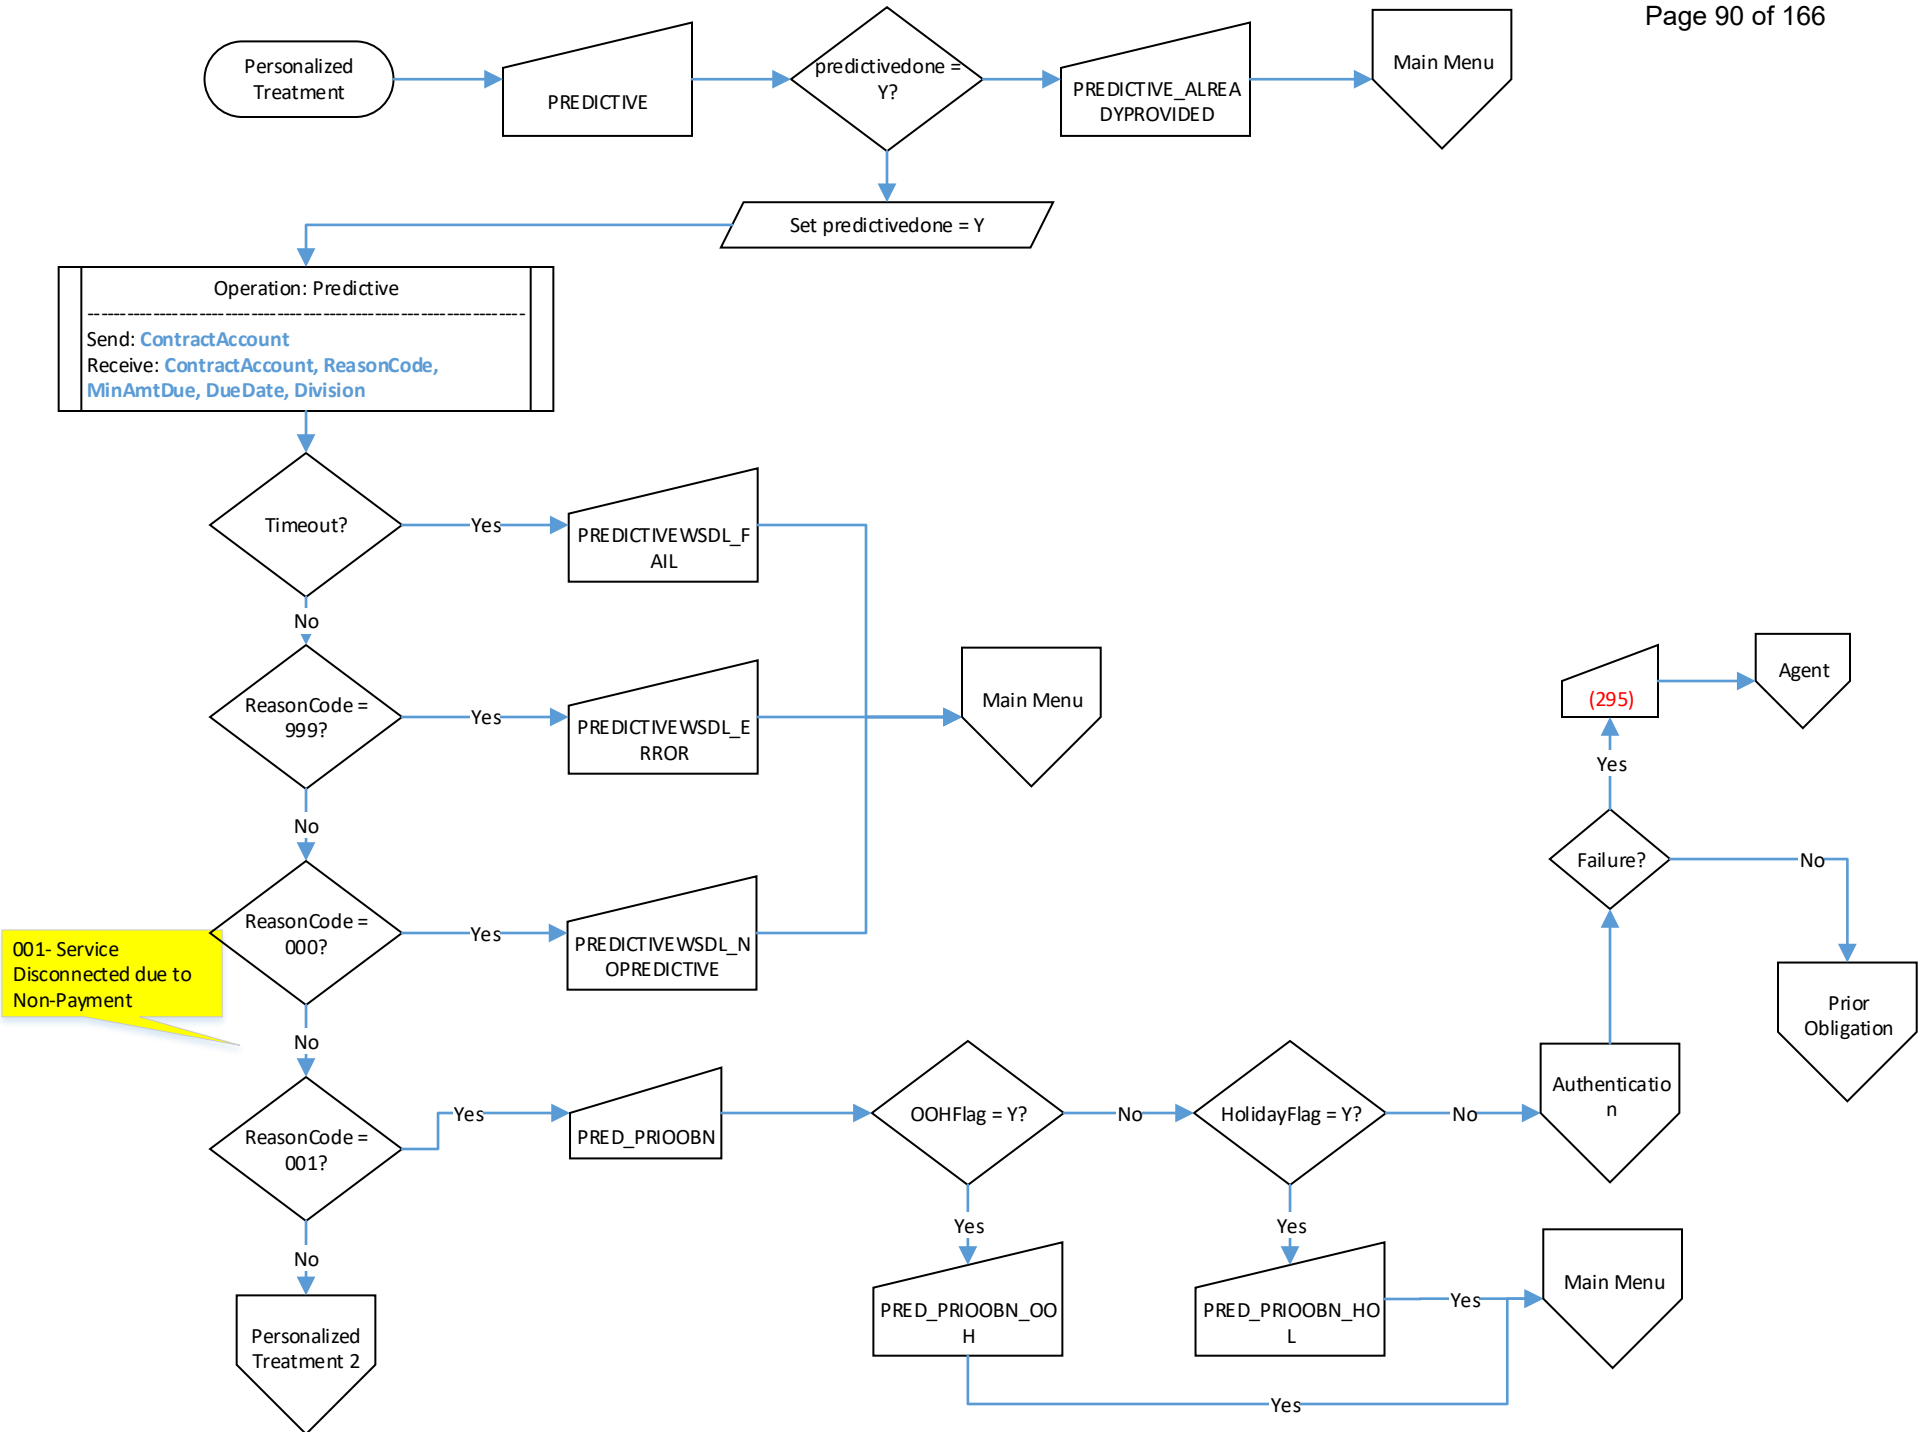 Page 90 of 166
Personalized
Treatment
PREDICTIVE
predictivedone =
Y?
PREDICTIVE_ALREA
DYPROVIDED
Main Menu
Set predictivedone = Y
Operation: Predictive
------------------------------------------------------------------
Send: ContractAccount
Receive: ContractAccount, ReasonCode,
MinAmtDue, DueDate, Division
Timeout?
Yes
PREDICTIVEWSDL_F
AIL
No
ReasonCode =
999?
Yes
PREDICTIVEWSDL_E
RROR
Main Menu
(295)
Agent
Yes
No
Failure?
No
ReasonCode =
000?
Yes
PREDICTIVEWSDL_N
OPREDICTIVE
001- Service
Disconnected due to
Non-Payment
Prior
Obligation
No
ReasonCode =
001?
Yes
PRED_PRIOOBN
OOHFlag = Y?
No
HolidayFlag = Y?
No
Authenticatio
n
Yes
Yes
No
PRED_PRIOOBN_OO
H
PRED_PRIOOBN_HO
L
Yes
Main Menu
Personalized
Treatment 2
Yes